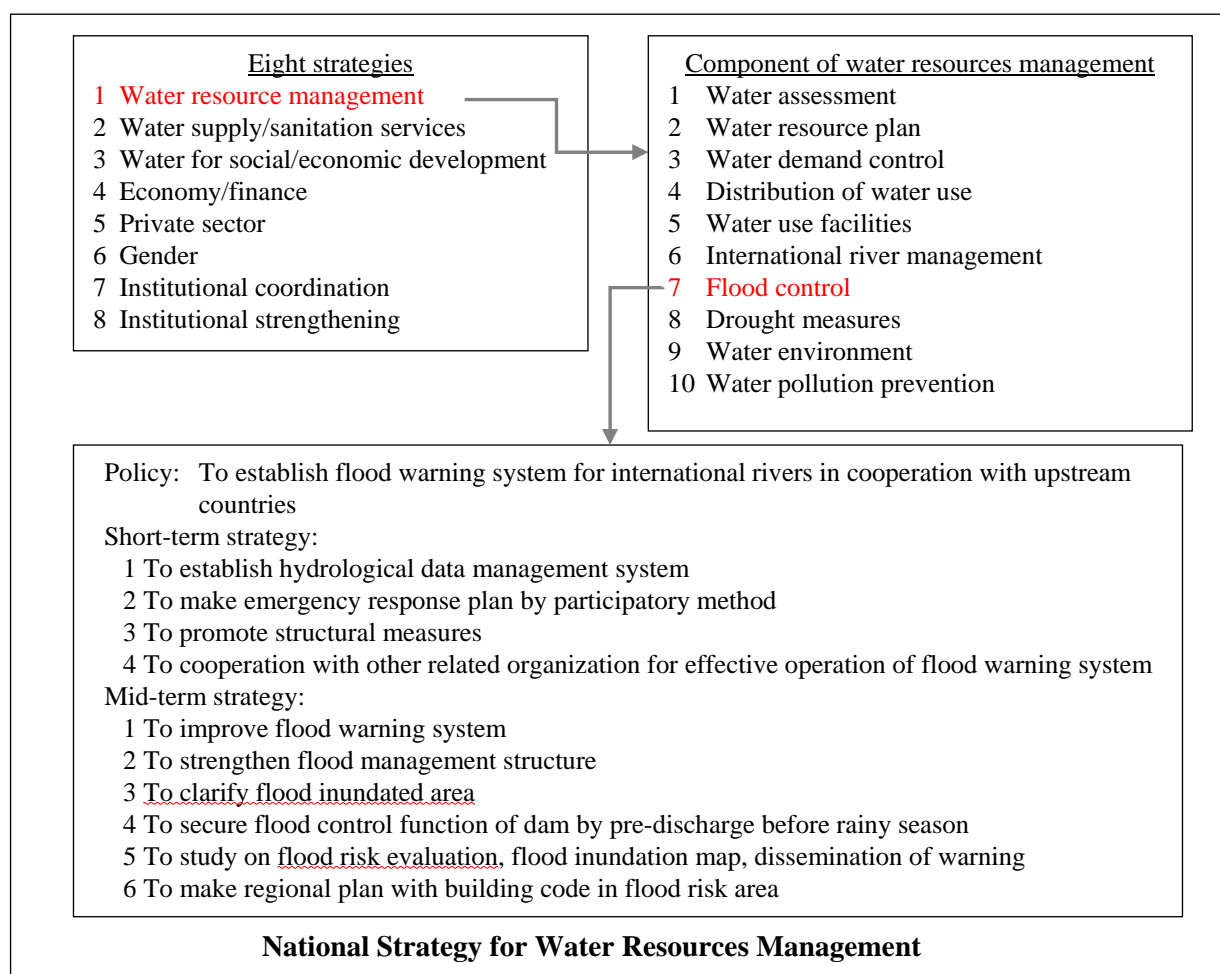 Eight strategies
1 Water resource management
2 Water supply/sanitation services
3 Water for social/economic development
4 Economy/finance
5 Private sector
6 Gender
7 Institutional coordination
8 Institutional strengthening
Component of water resources management
1 Water assessment
2 Water resource plan
3 Water demand control
4 Distribution of water use
5 Water use facilities
6 International river management
7 Flood control
8 Drought measures
9 Water environment
10 Water pollution prevention
Policy: To establish flood warning system for international rivers in cooperation with upstream
countries
Short-term strategy:
1 To establish hydrological data management system
2 To make emergency response plan by participatory method
3 To promote structural measures
4 To cooperation with other related organization for effective operation of flood warning system
Mid-term strategy:
1 To improve flood warning system
2 To strengthen flood management structure
3 To clarify flood inundated area
4 To secure flood control function of dam by pre-discharge before rainy season
5 To study on flood risk evaluation, flood inundation map, dissemination of warning
6 To make regional plan with building code in flood risk area
National Strategy for Water Resources Management